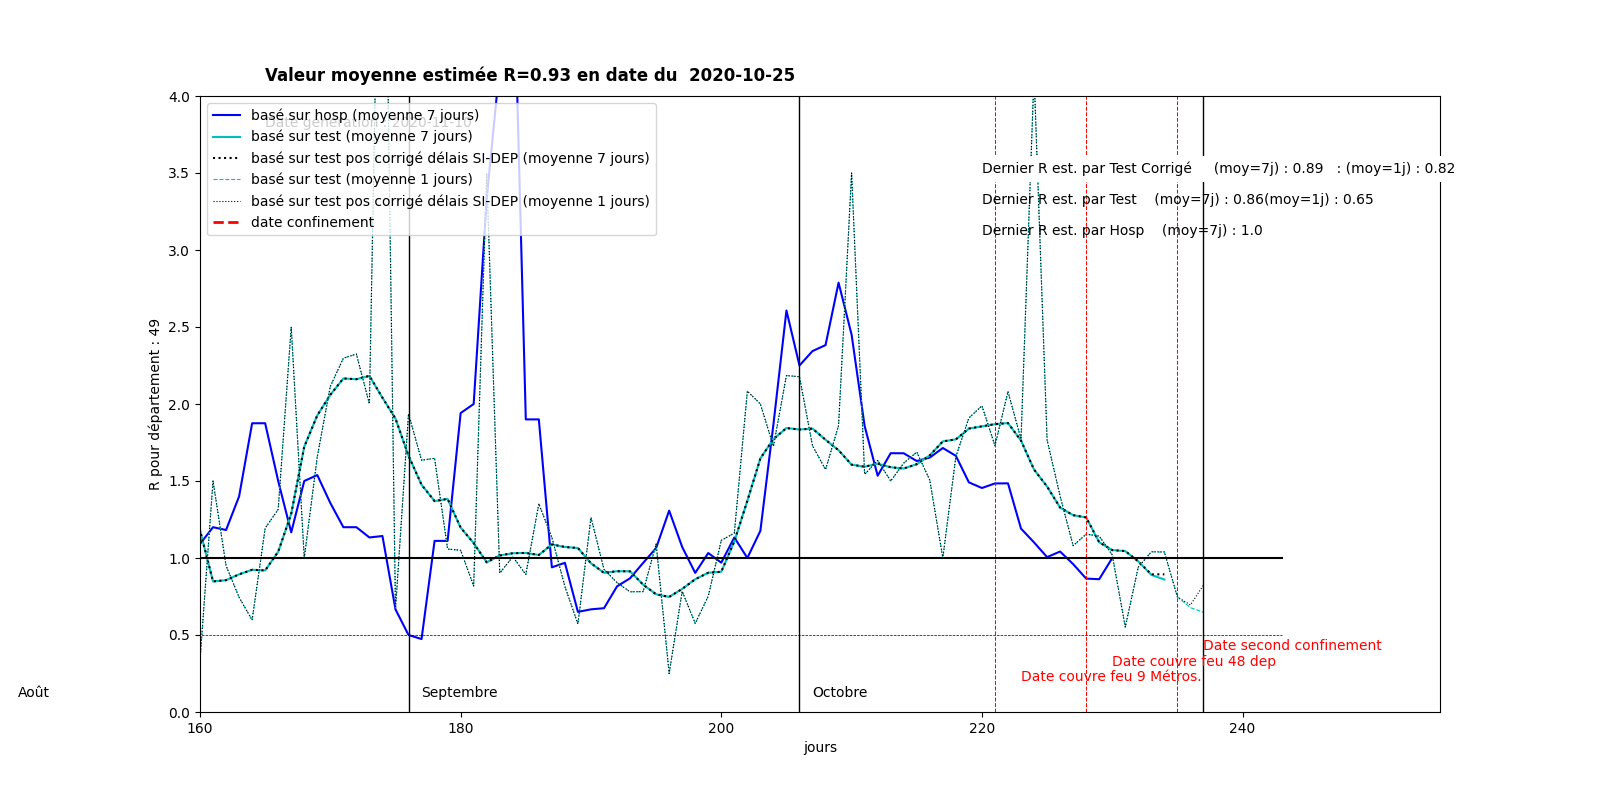 Valeur moyenne estimée R=0.93 en date du  2020-10-25
Date génération : 2020-11-10
basé sur hosp (moyenne 7 jours)
basé sur test (moyenne 7 jours)
basé sur test pos corrigé délais SI-DEP (moyenne 7 jours)
basé sur test (moyenne 1 jours)
basé sur test pos corrigé délais SI-DEP (moyenne 1 jours)
date confinement
Dernier R est. par Test Corrigé     (moy=7j) : 0.89   : (moy=1j) : 0.82
Dernier R est. par Test    (moy=7j) : 0.86(moy=1j) : 0.65
Dernier R est. par Hosp    (moy=7j) : 1.0
4.0
3.5
3.0
2.5
2.0
1.5
1.0
0.5
0.0
R pour département : 49
Date second confinement
Date couvre feu 48 dep
Date couvre feu 9 Métros.
Août
Septembre
Octobre
160
180
200
220
240
jours